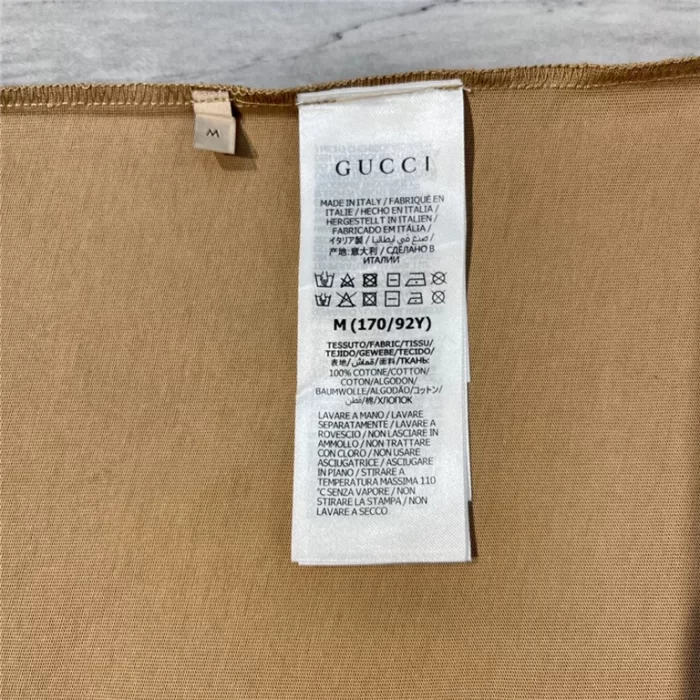 M
GUCCI
MADE IN ITALY / FABRIQUÉ EN
ITALIE / HECHO EN ITALIA /
HERGESTELLT IN ITALIEN /
FABRICADO EM ITÁLIA /
イタリア製 / صنع في ايطاليا /
产地:意大利 / СДЕЛАНО В
ИТАЛИИ
M (170/92Y)
TESSUTO/FABRIC/TISSU/
TEJIDO/GEWEBE/TECIDO/
表地/قماش/面料/ТКАНЬ:
100% COTONE/COTTON/
COTON/ALGODON/
BAUMWOLLE/ALGODÃO/コットン/
قطن/棉/ХЛОПОК
LAVARE A MANO / LAVARE
SEPARATAMENTE / LAVARE A
ROVESCIO / NON LASCIARE IN
AMMOLLO / NON TRATTARE
CON CLORO / NON USARE
ASCIUGATRICE / ASCIUGARE
IN PIANO / STIRARE A
TEMPERATURA MASSIMA 110
°C SENZA VAPORE / NON
STIRARE LA STAMPA / NON
LAVARE A SECCO